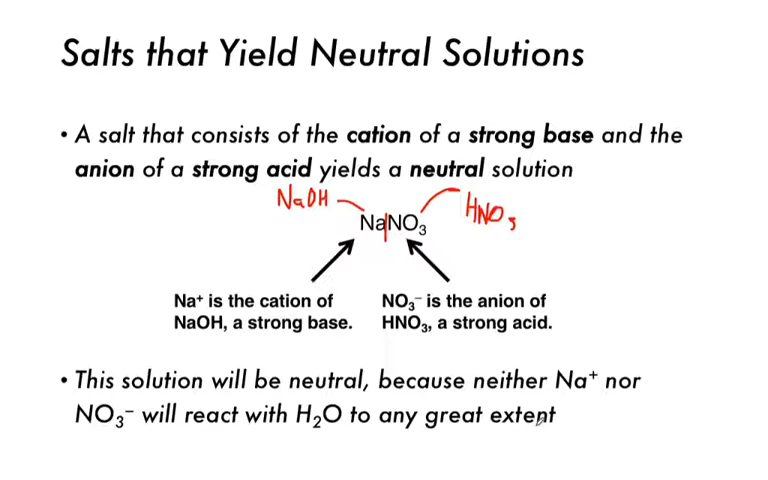 Salts that Yield Neutral Solutions
• A salt that consists of the cation of a strong base and the
anion of a strong acid yields a neutral solution
NaOH
HNO₃
NaNO₃
Na⁺ is the cation of
NaOH, a strong base.
NO₃⁻ is the anion of
HNO₃, a strong acid.
• This solution will be neutral, because neither Na⁺ nor
NO₃⁻ will react with H₂O to any great extent